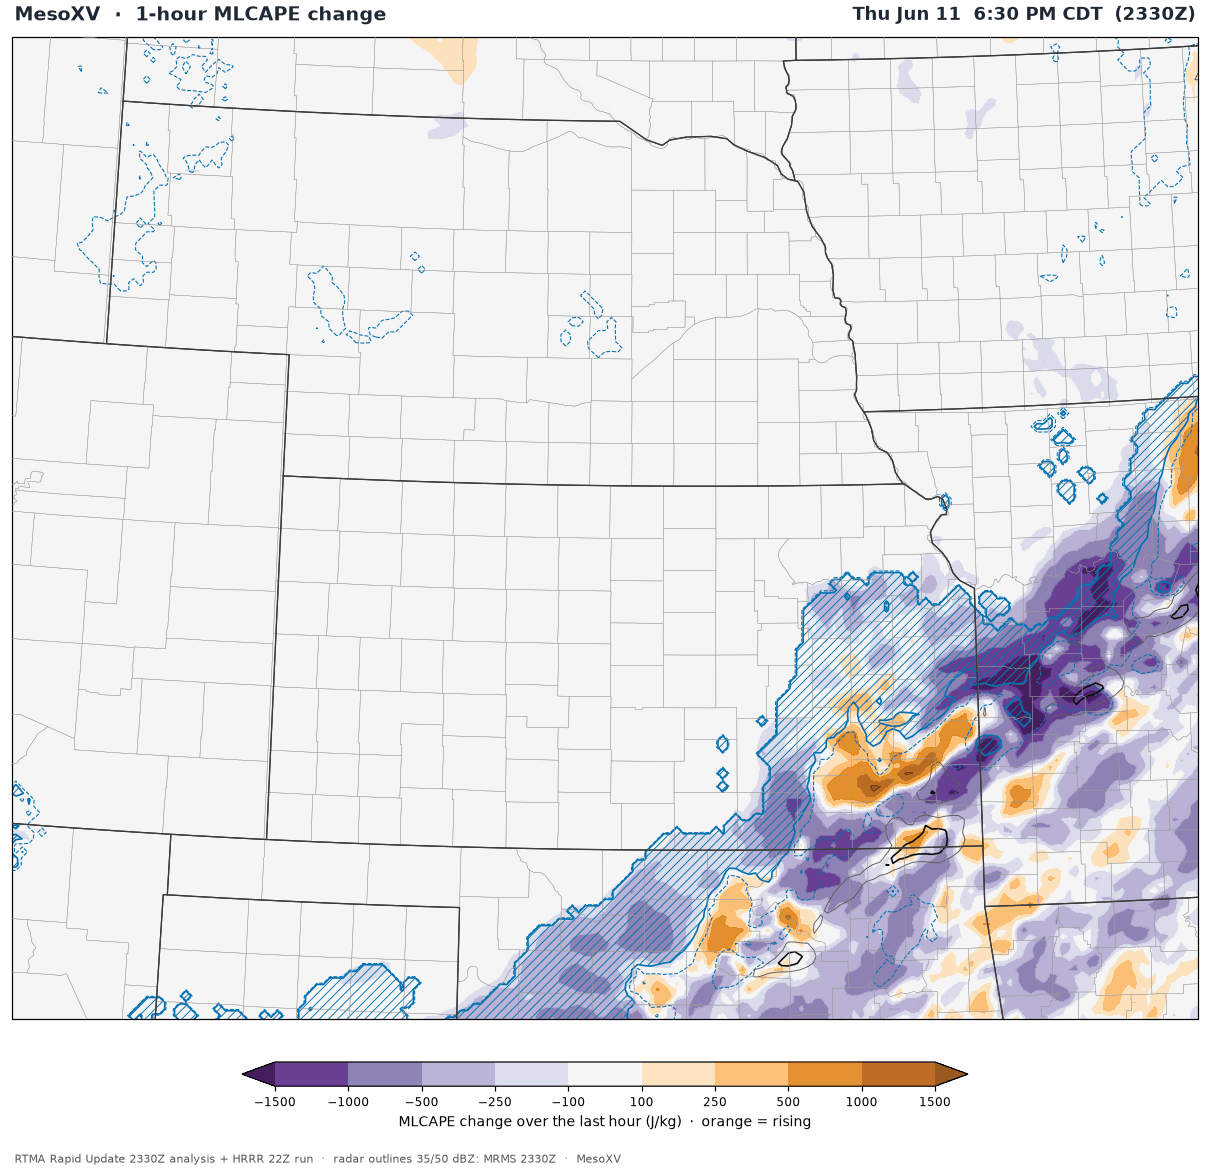 MesoXV · 1-hour MLCAPE change
Thu Jun 11 6:30 PM CDT (2330Z)
−1500 −1000 −500 −250 −100 100 250 500 1000 1500
MLCAPE change over the last hour (J/kg) · orange = rising
RTMA Rapid Update 2330Z analysis + HRRR 22Z run · radar outlines 35/50 dBZ: MRMS 2330Z · MesoXV